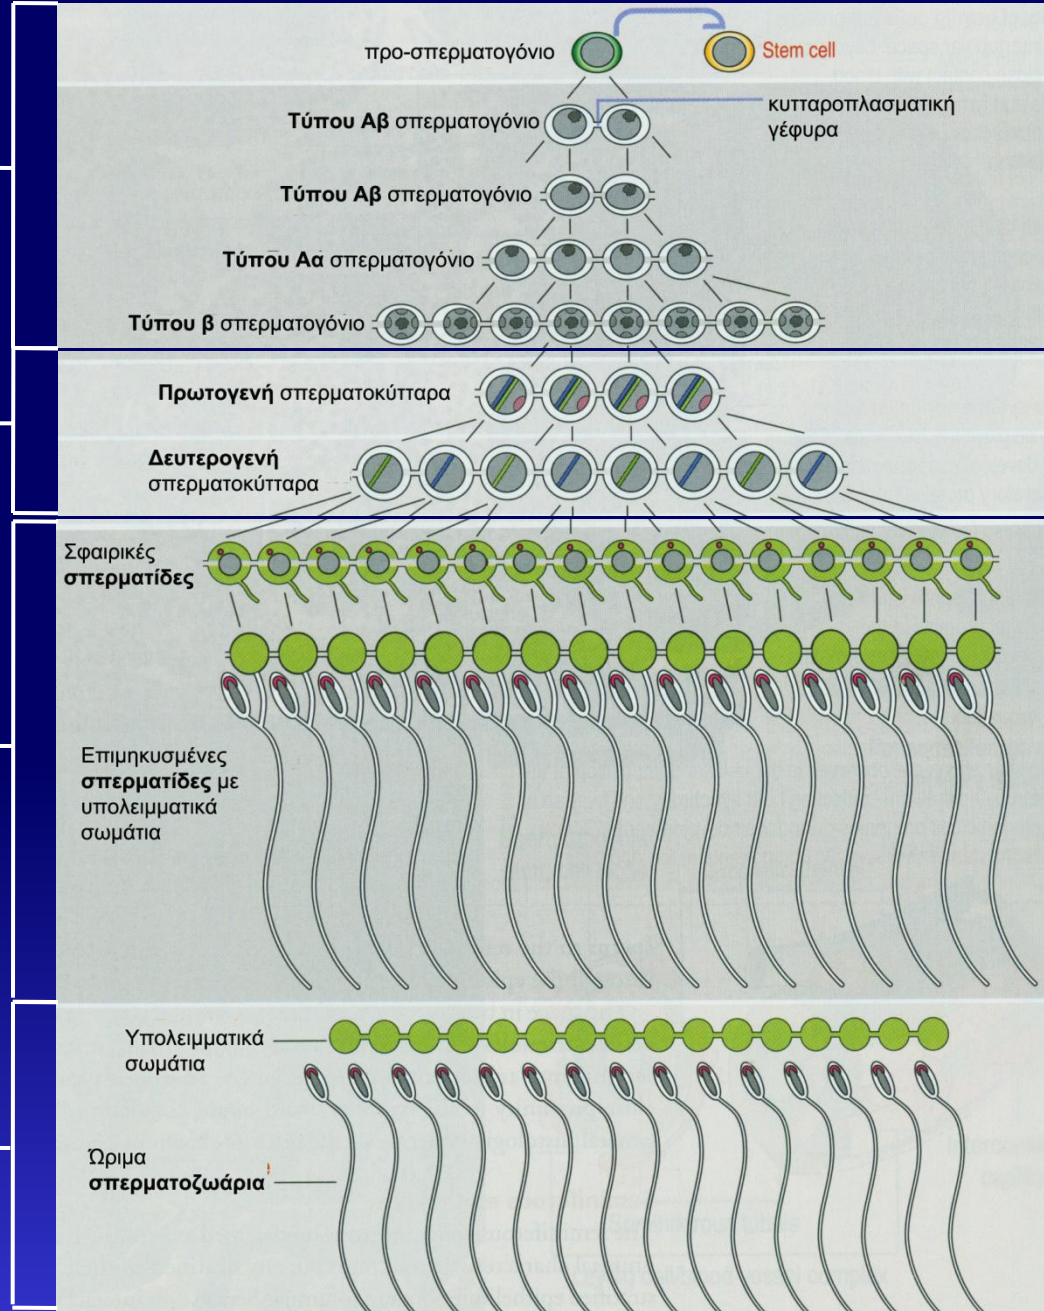 προ-σπερματογόνιο
Stem cell
Τύπου Αβ σπερματογόνιο
κυτταροπλασματική
γέφυρα
Τύπου Αβ σπερματογόνιο
Τύπου Αα σπερματογόνιο
Τύπου β σπερματογόνιο
Πρωτογενή σπερματοκύτταρα
Δευτερογενή
σπερματοκύτταρα
Σφαιρικές
σπερματίδες
Επιμηκυσμένες
σπερματίδες με
υπολειμματικά
σωμάτια
Υπολειμματικά
σωμάτια
Ώριμα
σπερματοζωάρια